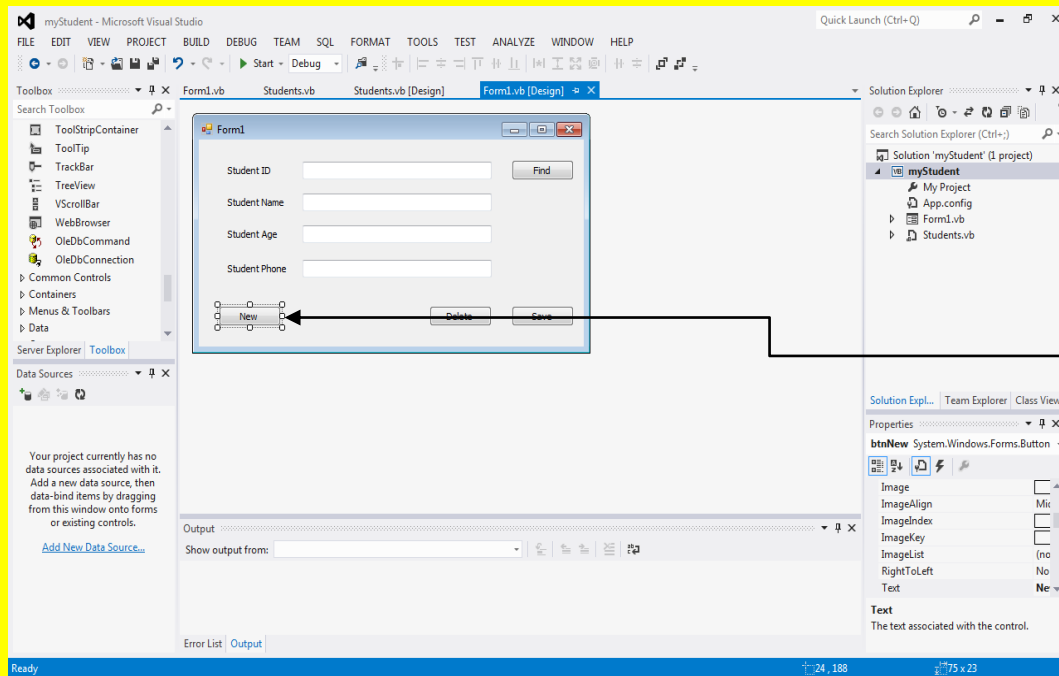 myStudent - Microsoft Visual Studio
Quick Launch (Ctrl+Q)
FILE EDIT VIEW PROJECT BUILD DEBUG TEAM SQL FORMAT TOOLS TEST ANALYZE WINDOW HELP
Start Debug
Toolbox
Search Toolbox
ToolStripContainer
ToolTip
TrackBar
TreeView
VScrollBar
WebBrowser
OleDbCommand
OleDbConnection
Common Controls
Containers
Menus & Toolbars
Data
Server Explorer Toolbox
Data Sources
Your project currently has no
data sources associated with it.
Add a new data source, then
data-bind items by dragging
from this window onto forms
or existing controls.
Add New Data Source...
Form1.vb Students.vb Students.vb [Design] Form1.vb [Design]
Form1
Student ID
Find
Student Name
Student Age
Student Phone
New Delete Save
Output
Show output from:
Error List Output
Solution Explorer
Search Solution Explorer (Ctrl+;)
Solution 'myStudent' (1 project)
VB myStudent
My Project
App.config
Form1.vb
Students.vb
Solution Expl... Team Explorer Class View
Properties
btnNew System.Windows.Forms.Button
Image
ImageAlign Mid
ImageIndex
ImageKey
ImageList (no
RightToLeft No
Text Ne
Text
The text associated with the control.
Ready 24 , 188 75 x 23